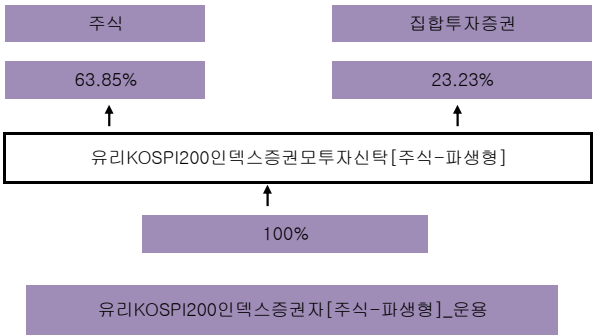 주식
집합투자증권
63.85%
23.23%
유리KOSPI200인덱스증권모투자신탁[주식-파생형]
100%
유리KOSPI200인덱스증권자[주식-파생형]_운용